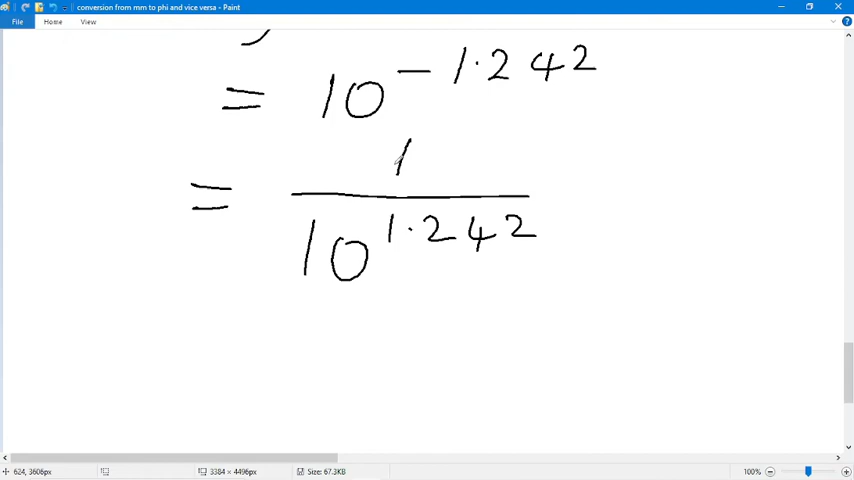 conversion from mm to phi and vice versa - Paint
File Home View
= 10^{-1.242}
= \frac{1}{10^{1.242}}
624, 3606px 3384 × 4496px Size: 67.3KB 100%